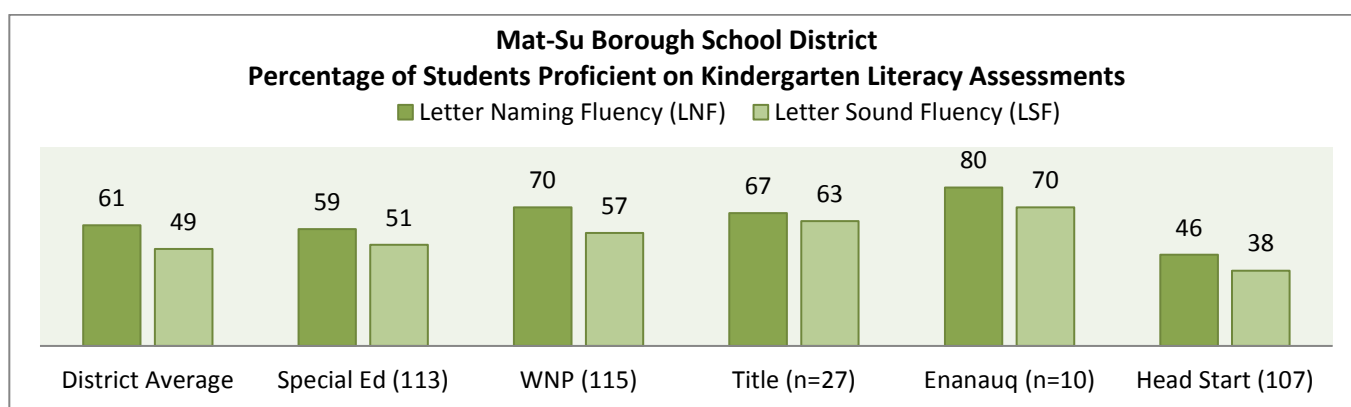 Mat-Su Borough School District
Percentage of Students Proficient on Kindergarten Literacy Assessments
Letter Naming Fluency (LNF) Letter Sound Fluency (LSF)
61 49 59 51 70 57 67 63 80 70 46 38
District Average Special Ed (113) WNP (115) Title (n=27) Enanauq (n=10) Head Start (107)